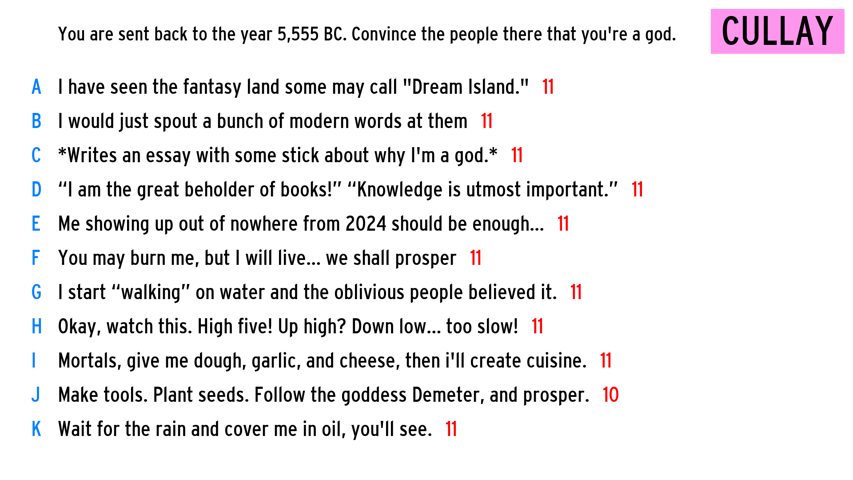 You are sent back to the year 5,555 BC. Convince the people there that you're a god.
CULLAY
A I have seen the fantasy land some may call "Dream Island." 11
B I would just spout a bunch of modern words at them 11
C *Writes an essay with some stick about why I'm a god.* 11
D “I am the great beholder of books!” “Knowledge is utmost important.” 11
E Me showing up out of nowhere from 2024 should be enough... 11
F You may burn me, but I will live... we shall prosper 11
G I start “walking” on water and the oblivious people believed it. 11
H Okay, watch this. High five! Up high? Down low... too slow! 11
I Mortals, give me dough, garlic, and cheese, then i'll create cuisine. 11
J Make tools. Plant seeds. Follow the goddess Demeter, and prosper. 10
K Wait for the rain and cover me in oil, you'll see. 11